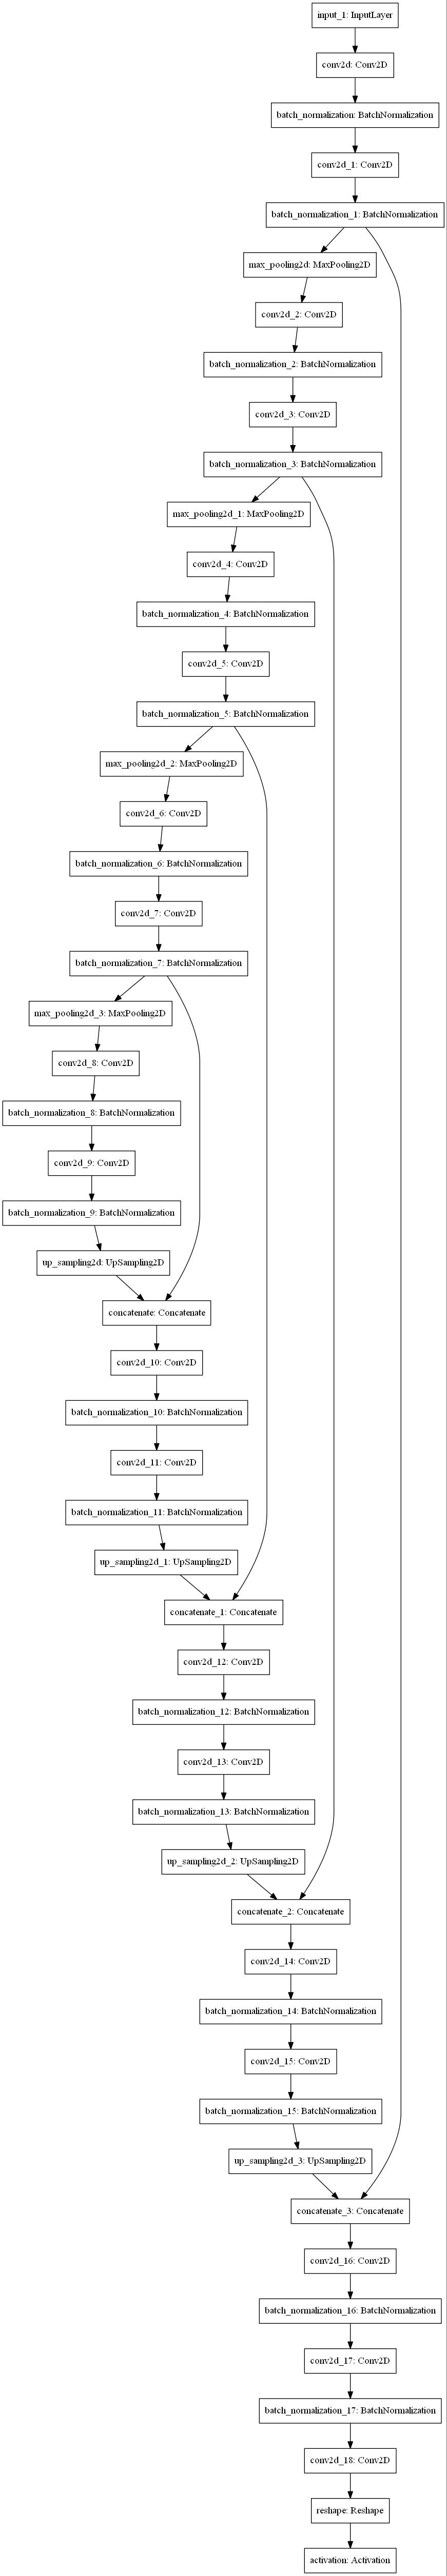 input_1: InputLayer
conv2d: Conv2D
batch_normalization: BatchNormalization
conv2d_1: Conv2D
batch_normalization_1: BatchNormalization
max_pooling2d: MaxPooling2D
conv2d_2: Conv2D
batch_normalization_2: BatchNormalization
conv2d_3: Conv2D
batch_normalization_3: BatchNormalization
max_pooling2d_1: MaxPooling2D
conv2d_4: Conv2D
batch_normalization_4: BatchNormalization
conv2d_5: Conv2D
batch_normalization_5: BatchNormalization
max_pooling2d_2: MaxPooling2D
conv2d_6: Conv2D
batch_normalization_6: BatchNormalization
conv2d_7: Conv2D
batch_normalization_7: BatchNormalization
max_pooling2d_3: MaxPooling2D
conv2d_8: Conv2D
batch_normalization_8: BatchNormalization
conv2d_9: Conv2D
batch_normalization_9: BatchNormalization
up_sampling2d: UpSampling2D
concatenate: Concatenate
conv2d_10: Conv2D
batch_normalization_10: BatchNormalization
conv2d_11: Conv2D
batch_normalization_11: BatchNormalization
up_sampling2d_1: UpSampling2D
concatenate_1: Concatenate
conv2d_12: Conv2D
batch_normalization_12: BatchNormalization
conv2d_13: Conv2D
batch_normalization_13: BatchNormalization
up_sampling2d_2: UpSampling2D
concatenate_2: Concatenate
conv2d_14: Conv2D
batch_normalization_14: BatchNormalization
conv2d_15: Conv2D
batch_normalization_15: BatchNormalization
up_sampling2d_3: UpSampling2D
concatenate_3: Concatenate
conv2d_16: Conv2D
batch_normalization_16: BatchNormalization
conv2d_17: Conv2D
batch_normalization_17: BatchNormalization
conv2d_18: Conv2D
reshape: Reshape
activation: Activation